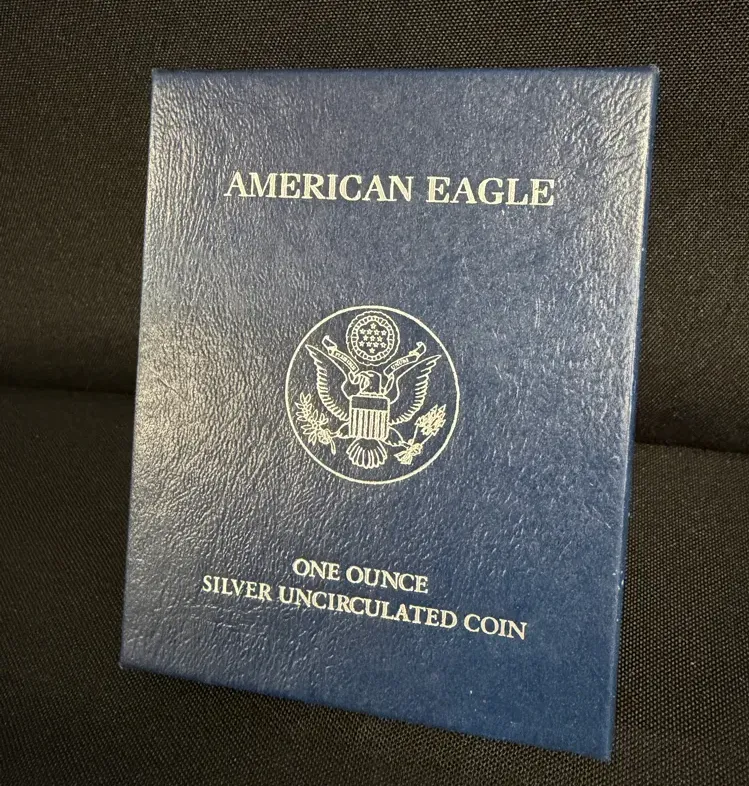 AMERICAN EAGLE
ONE OUNCE
SILVER UNCIRCULATED COIN